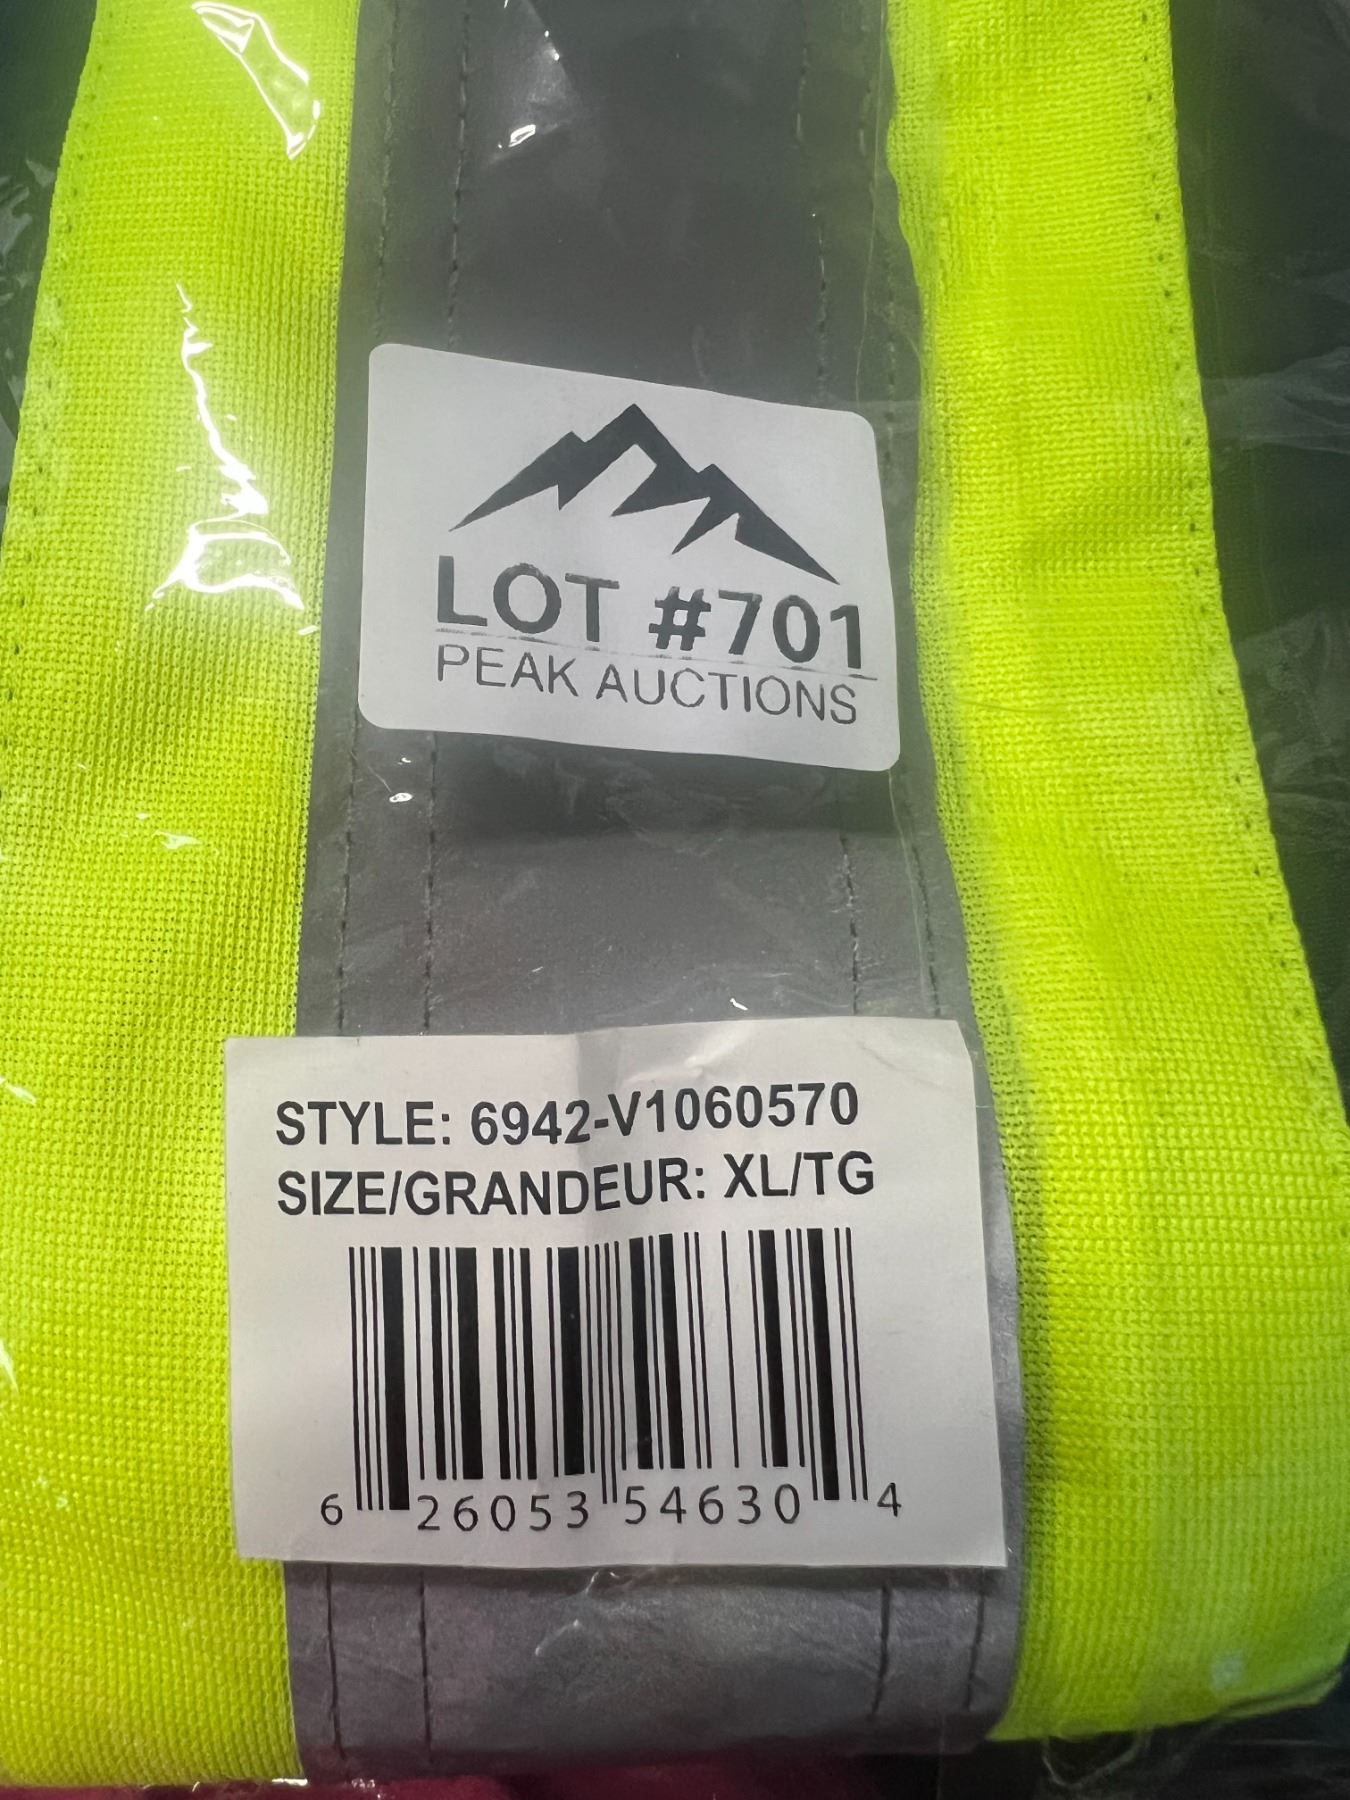 LOT #701
PEAK AUCTIONS
STYLE: 6942-V1060570
SIZE/GRANDEUR: XL/TG
6 26053 54630 4